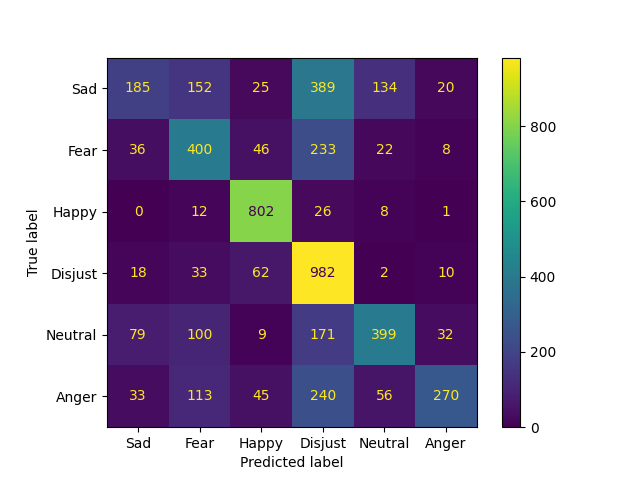 Sad 185 152 25 389 134 20
800
Fear 36 400 46 233 22 8
600
Happy 0 12 802 26 8 1
True label
Disjust 18 33 62 982 2 10
400
Neutral 79 100 9 171 399 32
200
Anger 33 113 45 240 56 270
0
Sad Fear Happy Disjust Neutral Anger
Predicted label